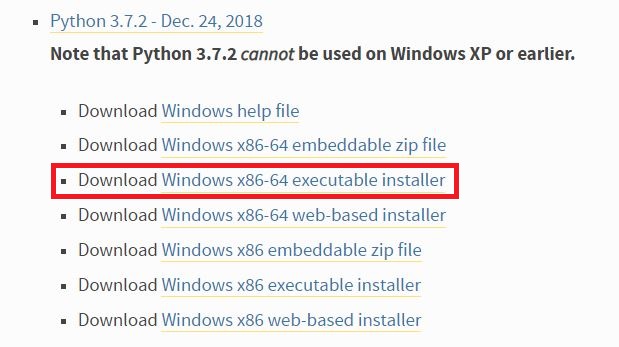 Python 3.7.2 - Dec. 24, 2018
Note that Python 3.7.2 cannot be used on Windows XP or earlier.
Download Windows help file
Download Windows x86-64 embeddable zip file
Download Windows x86-64 executable installer
Download Windows x86-64 web-based installer
Download Windows x86 embeddable zip file
Download Windows x86 executable installer
Download Windows x86 web-based installer